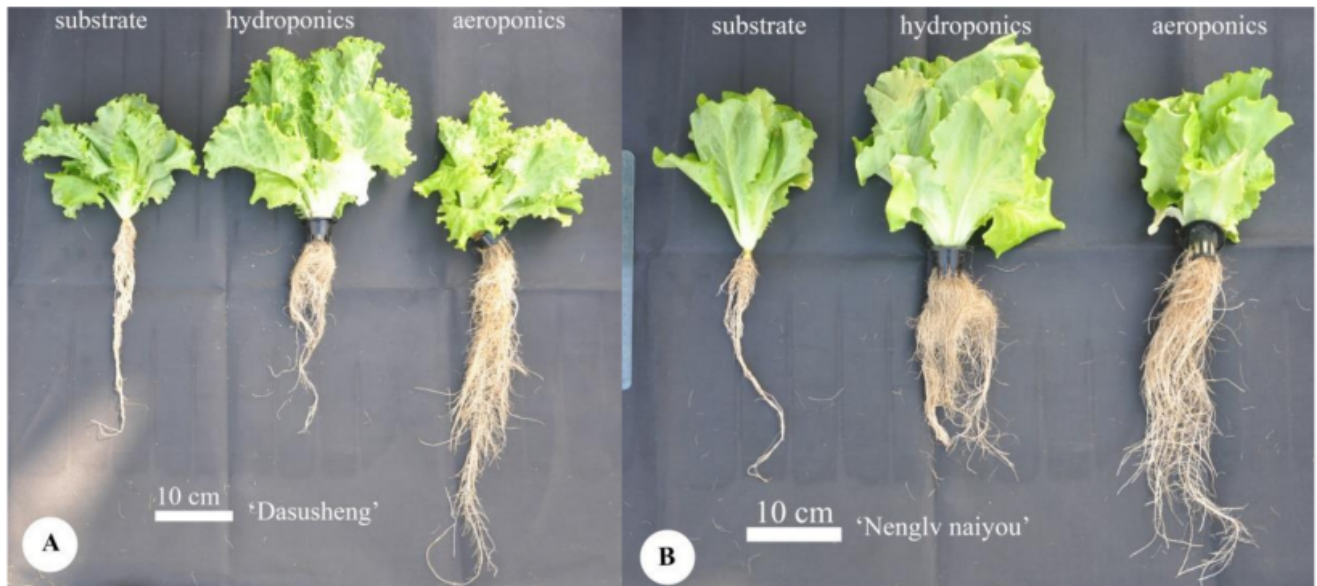 substrate hydroponics aeroponics
10 cm
'Dasusheng'
A
substrate hydroponics aeroponics
10 cm
'Nenglv naiyou'
B